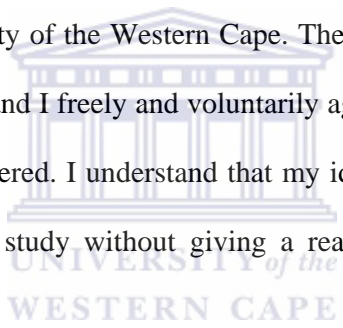 ty of the Western Cape. The
and I freely and voluntarily ag
ered. I understand that my id
study without giving a rea
UNIVERSITY of the
WESTERN CAPE